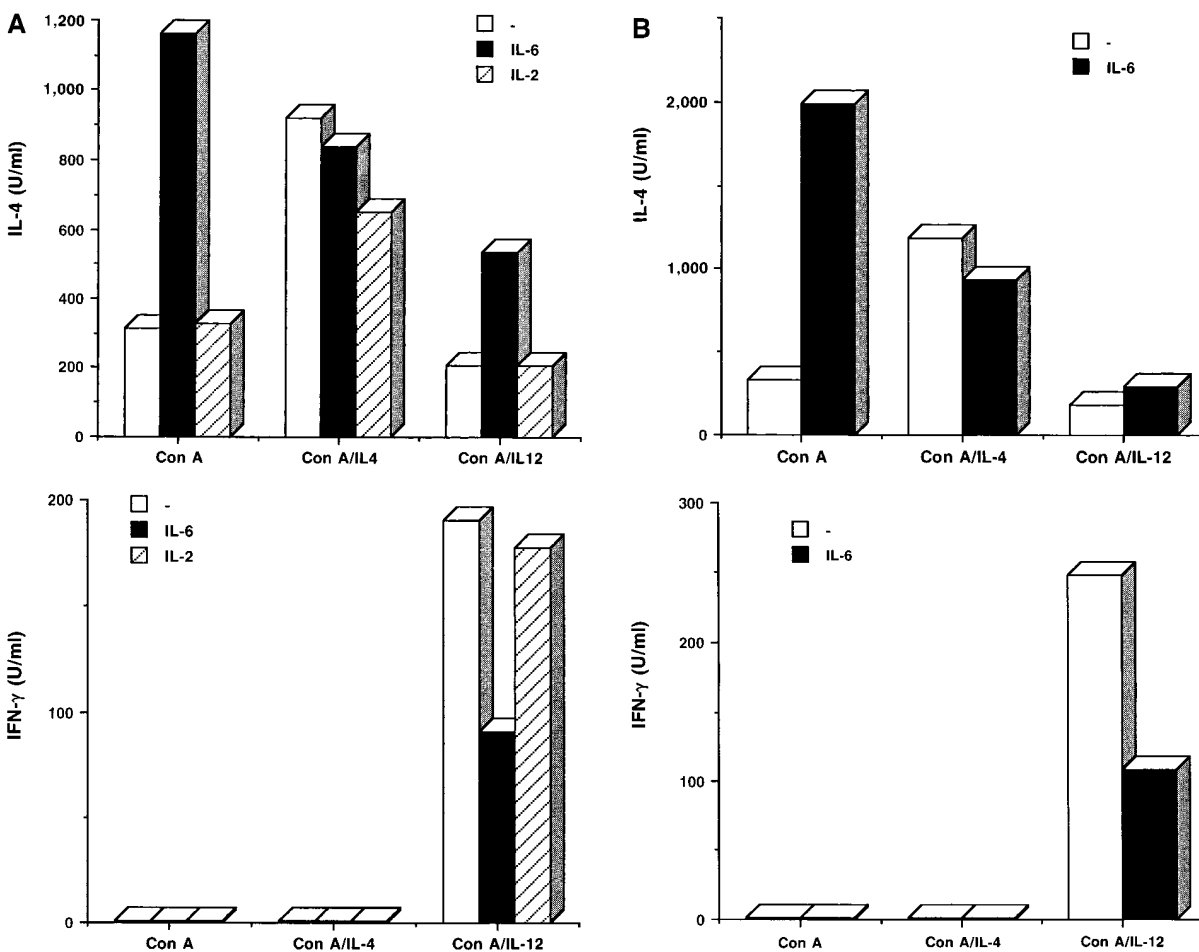 A
IL-4 (U/ml)
1,200
1,000
800
600
400
200
0
-
IL-6
IL-2
Con A
Con A/IL4
Con A/IL12
B
IL-4 (U/ml)
2,000
1,000
0
-
IL-6
Con A
Con A/IL-4
Con A/IL-12
IFN-γ (U/ml)
200
100
0
-
IL-6
IL-2
Con A
Con A/IL-4
Con A/IL-12
IFN-γ (U/ml)
300
200
100
0
-
IL-6
Con A
Con A/IL-4
Con A/IL-12